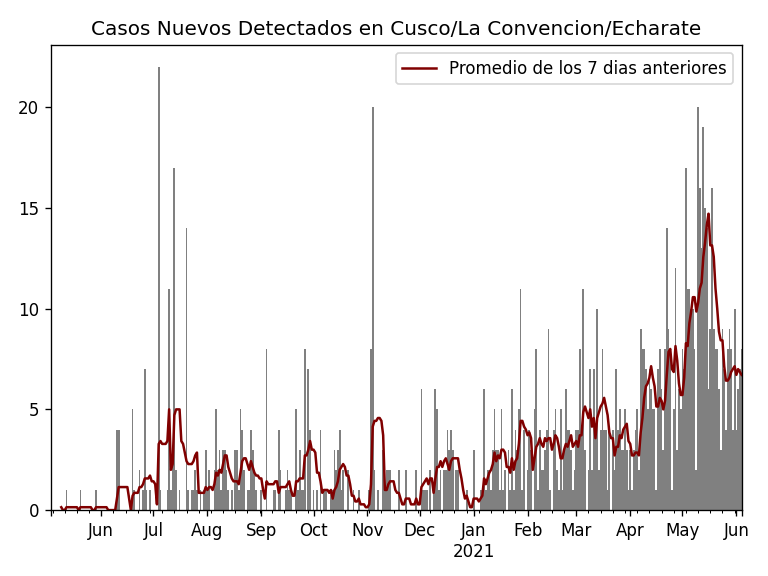 Casos Nuevos Detectados en Cusco/La Convencion/Echarate
Promedio de los 7 dias anteriores
20
15
10
5
0
Jun Jul Aug Sep Oct Nov Dec Jan Feb Mar Apr May Jun
2021